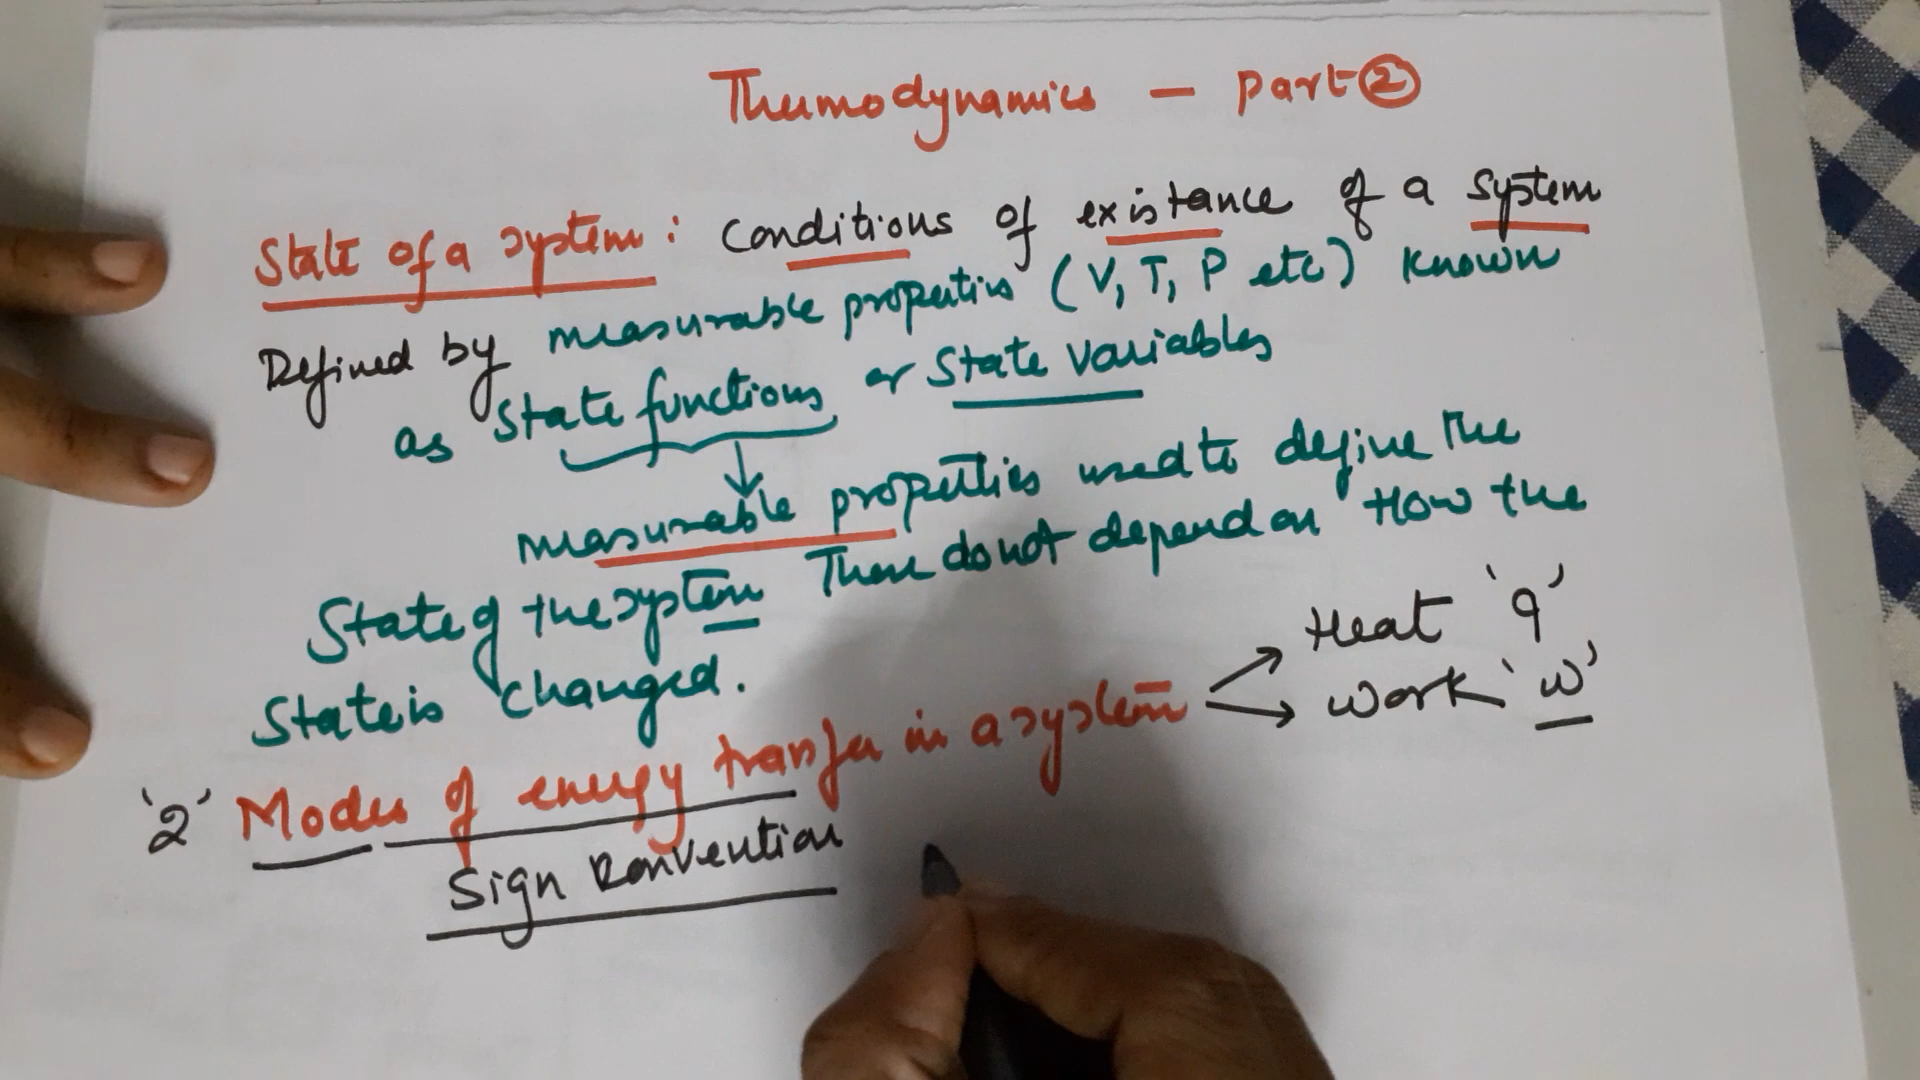 Thermodynamics - Part ②
State of a system : Conditions of existance of a system
Defined by measurable properties (V, T, P etc) known
as State functions or State variables
measurable properties used to define the
State of the system These do not depend on How the
State is changed.
'2' Modes of energy transfer in a system
Heat 'q'
Work 'w'
Sign Convention